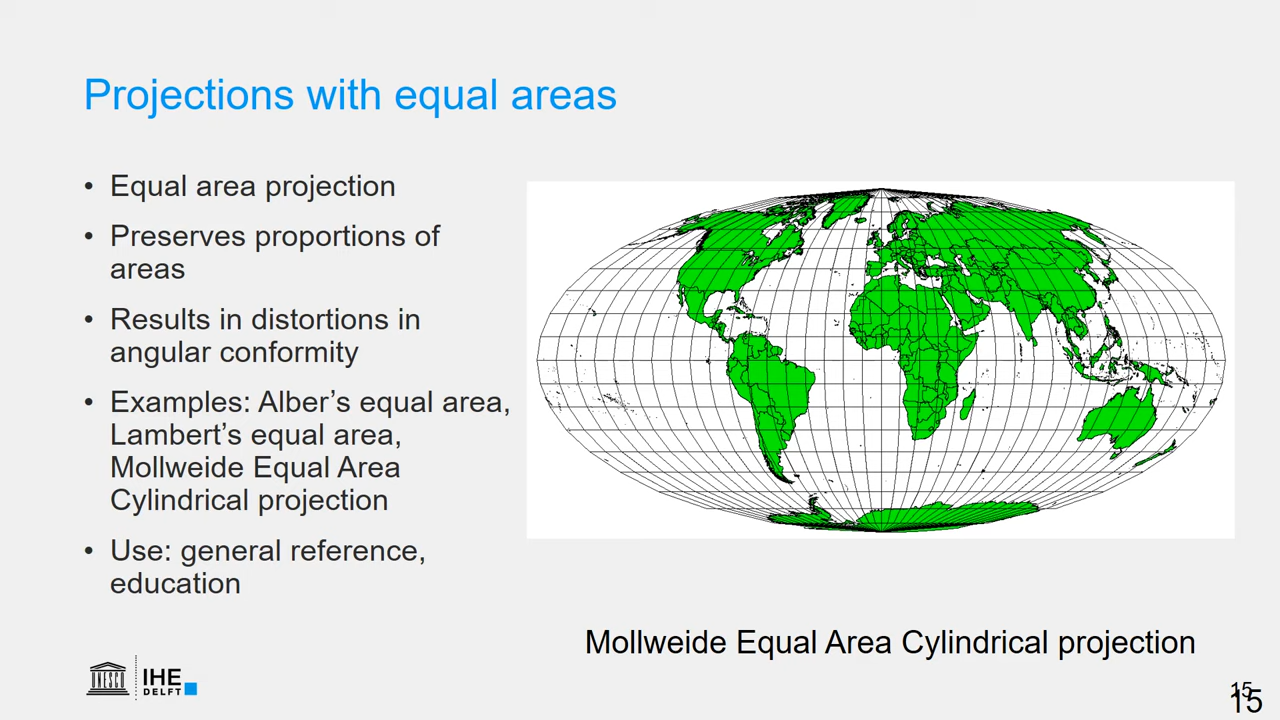 Projections with equal areas
• Equal area projection
• Preserves proportions of
areas
• Results in distortions in
angular conformity
• Examples: Alber’s equal area,
Lambert’s equal area,
Mollweide Equal Area
Cylindrical projection
• Use: general reference,
education
Mollweide Equal Area Cylindrical projection
UNESCO
IHE
DELFT
15
15